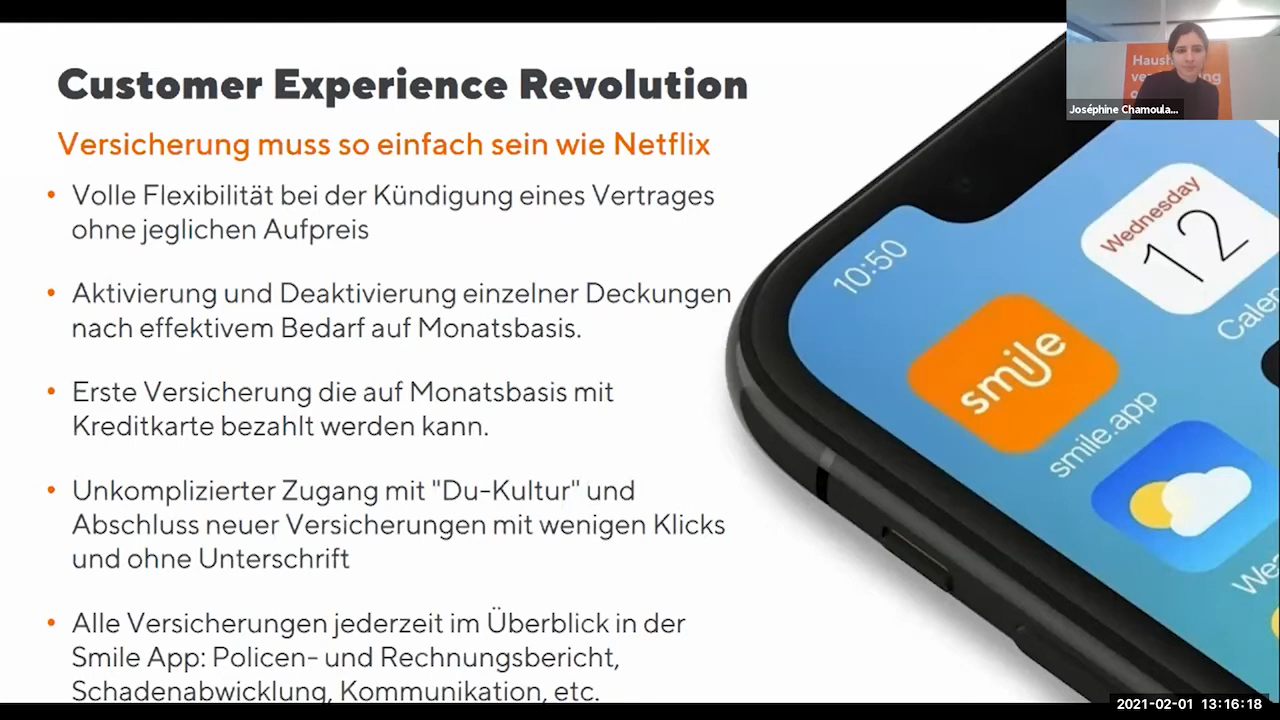 Customer Experience Revolution
Versicherung muss so einfach sein wie Netflix
• Volle Flexibilität bei der Kündigung eines Vertrages
ohne jeglichen Aufpreis
• Aktivierung und Deaktivierung einzelner Deckungen
nach effektivem Bedarf auf Monatsbasis.
• Erste Versicherung die auf Monatsbasis mit
Kreditkarte bezahlt werden kann.
• Unkomplizierter Zugang mit "Du-Kultur" und
Abschluss neuer Versicherungen mit wenigen Klicks
und ohne Unterschrift
• Alle Versicherungen jederzeit im Überblick in der
Smile App: Policen- und Rechnungsbericht,
Schadenabwicklung, Kommunikation, etc.
Joséphine Chamoula...
10:50
Wednesday
12
smile
smile.app
2021-02-01 13:16:18